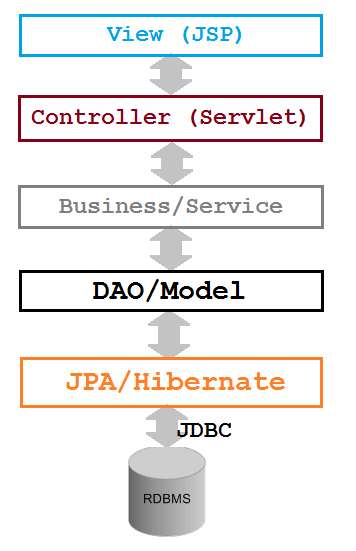 View (JSP)
Controller (Servlet)
Business/Service
DAO/Model
JPA/Hibernate
JDBC
RDBMS